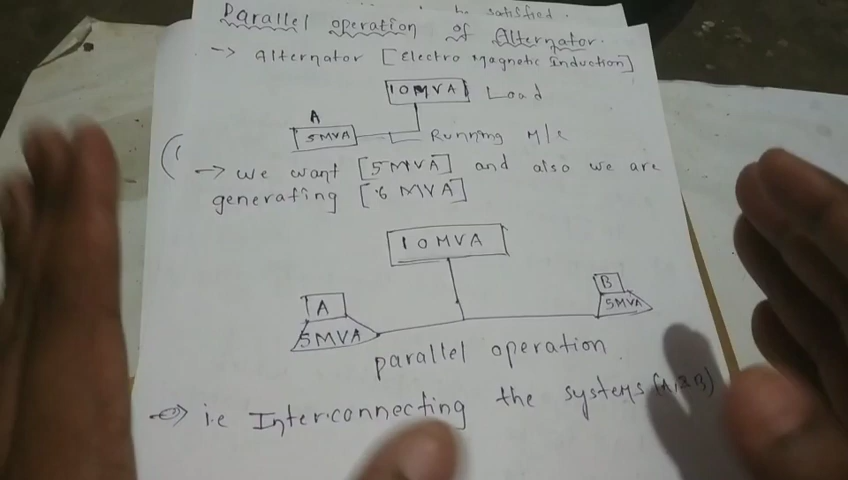 be satisfied.
Parallel operation of Alternator.
-> Alternator [Electro Magnetic Induction]
10MVA Load
A
5MVA Running M/c
-> We want [5MVA] and also we are
generating [6 MVA]
10MVA
A
B
5MVA
5MVA
parallel operation
=> i.e Interconnecting the systems (A, B)